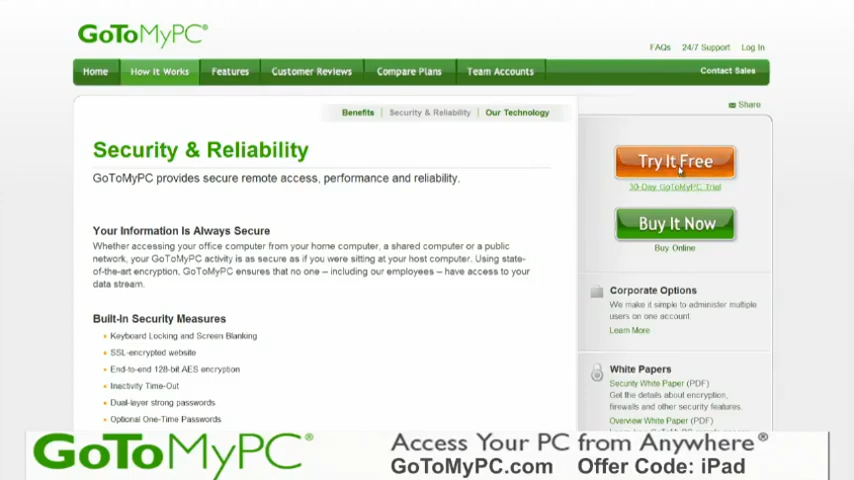 GoToMyPC®
FAQs 24/7 Support Log In
Home How It Works Features Customer Reviews Compare Plans Team Accounts Contact Sales
Share
Benefits Security & Reliability Our Technology
Security & Reliability
GoToMyPC provides secure remote access, performance and reliability.
Try It Free
30-Day GoToMyPC Trial
Buy It Now
Buy Online
Your Information Is Always Secure
Whether accessing your office computer from your home computer, a shared computer or a public
network, your GoToMyPC activity is as secure as if you were sitting at your host computer. Using state-
of-the-art encryption, GoToMyPC ensures that no one – including our employees – have access to your
data stream.
Built-In Security Measures
Keyboard Locking and Screen Blanking
SSL-encrypted website
End-to-end 128-bit AES encryption
Inactivity Time-Out
Dual-layer strong passwords
Optional One-Time Passwords
Corporate Options
We make it simple to administer multiple
users on one account.
Learn More
White Papers
Security White Paper (PDF)
Get the details about encryption,
firewalls and other security features.
Overview White Paper (PDF)
GoToMyPC®
Access Your PC from Anywhere®
GoToMyPC.com Offer Code: iPad